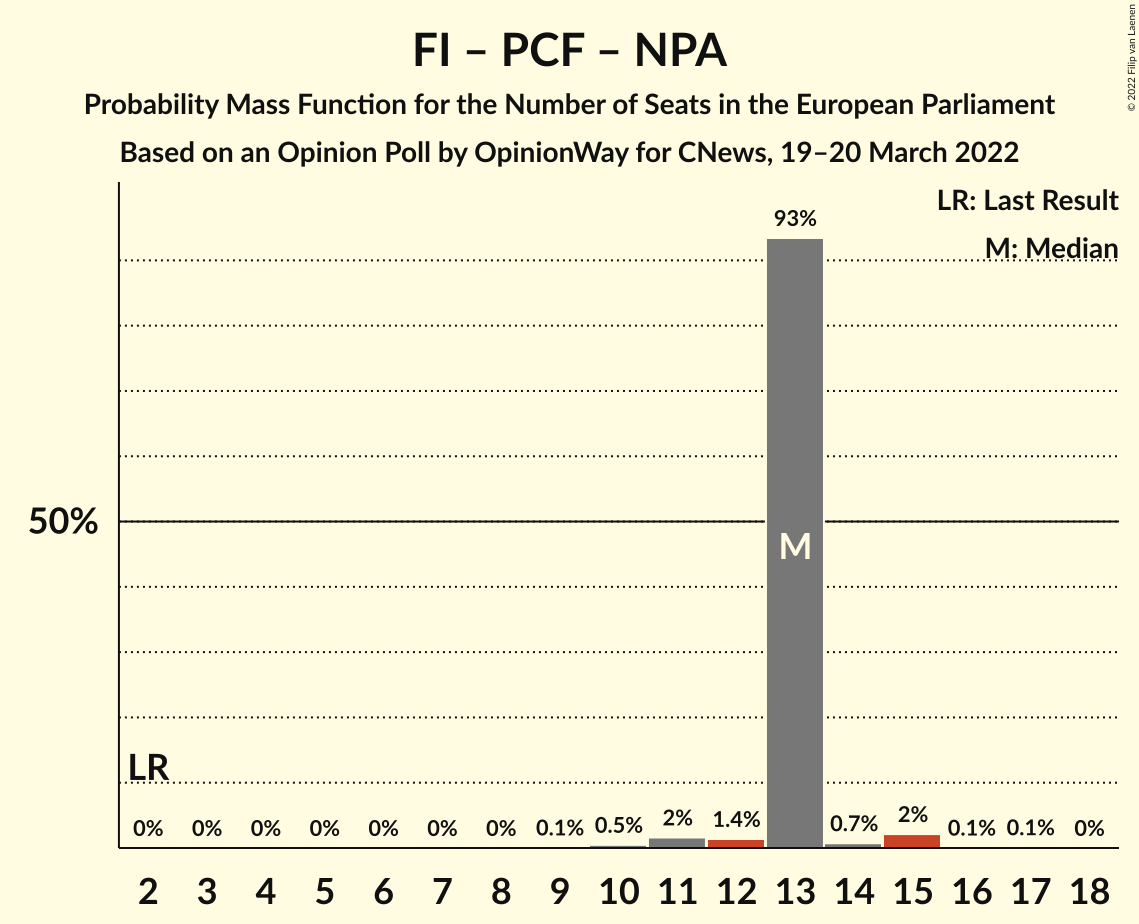 FI – PCF – NPA
Probability Mass Function for the Number of Seats in the European Parliament
Based on an Opinion Poll by OpinionWay for CNews, 19–20 March 2022
© 2022 Filip van Laenen
LR: Last Result
M: Median
93%
50%
M
LR
0% 0% 0% 0% 0% 0% 0% 0.1% 0.5% 2% 1.4% 0.7% 2% 0.1% 0.1% 0%
2 3 4 5 6 7 8 9 10 11 12 13 14 15 16 17 18